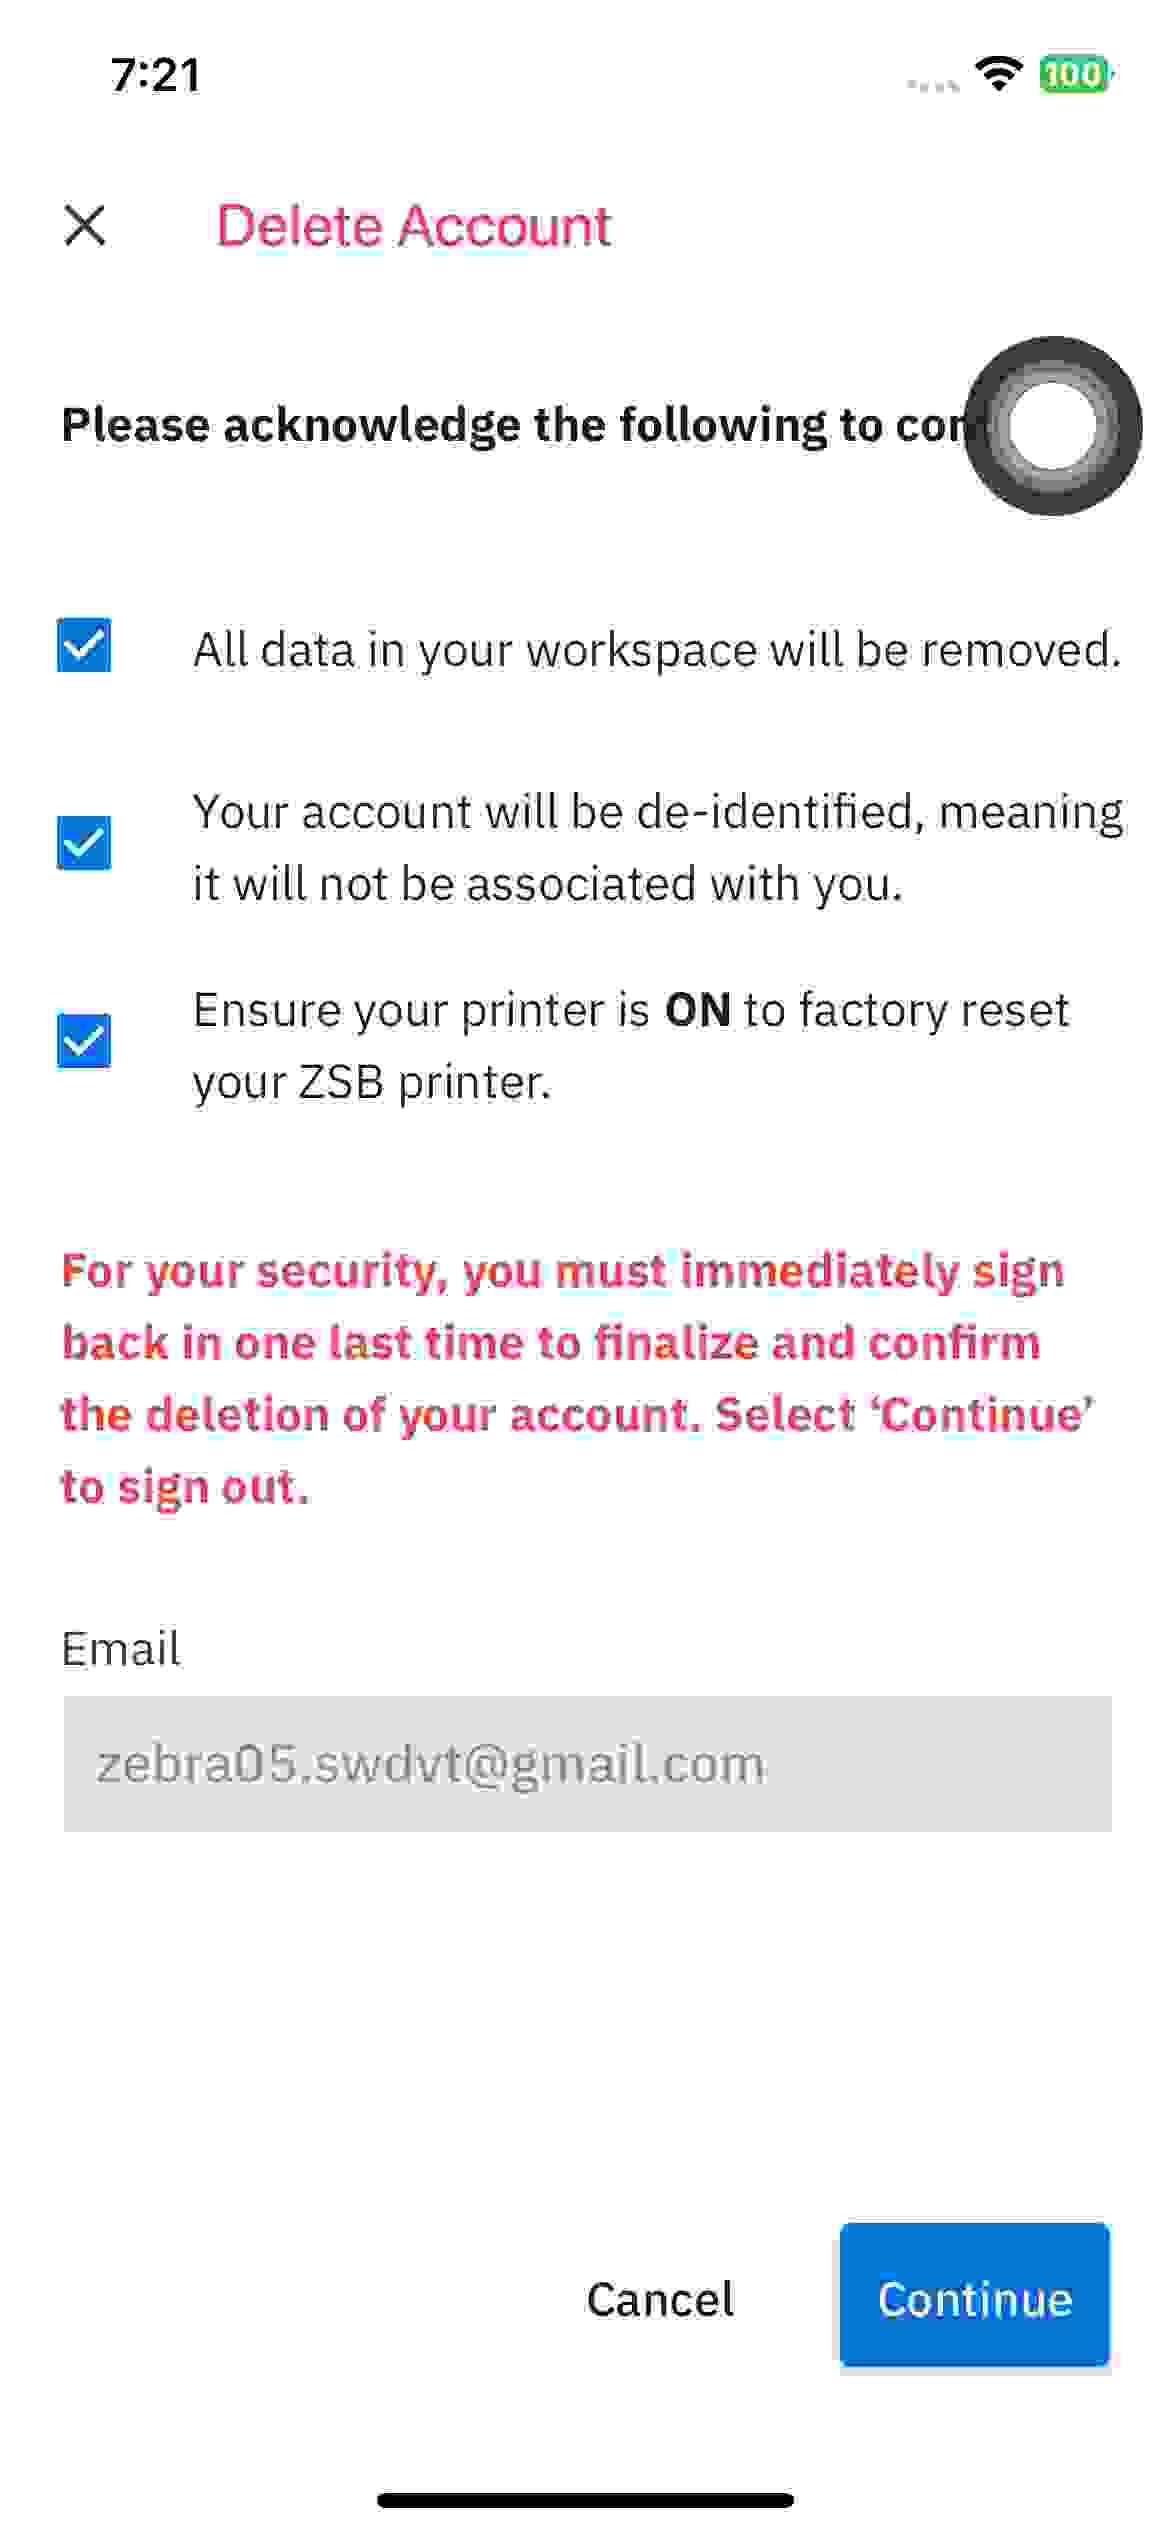 7:21
100
Delete Account
Please acknowledge the following to
All data in your workspace will be removed.
Your account will be de-identified, meaning
it will not be associated with you.
Ensure your printer is ON to factory reset
your ZSB printer.
For your security, you must immediately sign
back in one last time to finalize and confirm
the deletion of your account. Select ‘Continue’
to sign out.
Email
zebra05.swdvt@gmail.com
Cancel
Continue